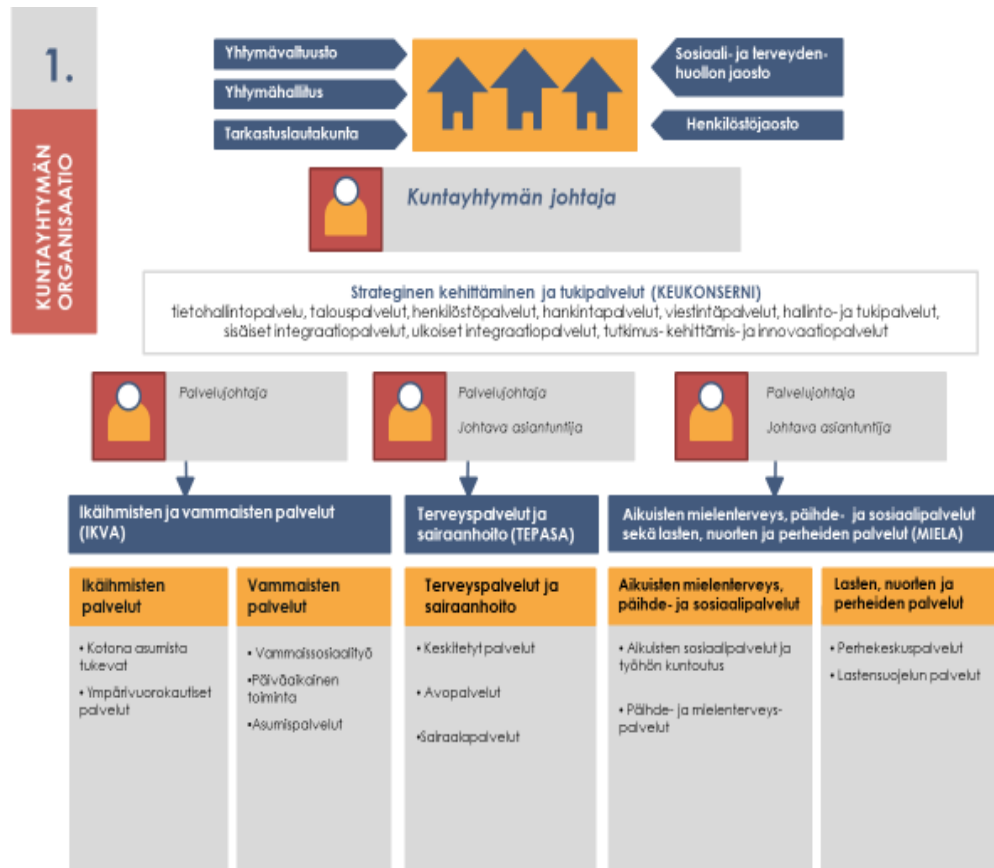 1.
KUNTAYHTYMÄN
ORGANISAATIO
Yhtymävaltuusto
Yhtymähallitus
Tarkastuslautakunta
Sosiaali- ja terveyden-
huollon jaosto
Henkilöstöjaosto
Kuntayhtymän johtaja
Strateginen kehittäminen ja tukipalvelut (KEUKONSERNI)
tietohallintopalvelu, talouspalvelut, henkilöstöpalvelut, hankintapalvelut, viestintäpalvelut, hallinto- ja tukipalvelut,
sisäiset integraatiopalvelut, ulkoiset integraatiopalvelut, tutkimus- kehittämis- ja innovaatiopalvelut
Palvelujohtaja
Palvelujohtaja
Johtava asiantuntija
Palvelujohtaja
Johtava asiantuntija
Ikäihmisten ja vammaisten palvelut
(IKVA)
Terveyspalvelut ja
sairaanhoito (TEPASA)
Aikuisten mielenterveys, päihde- ja sosiaalipalvelut
sekä lasten, nuorten ja perheiden palvelut (MIELA)
Ikäihmisten
palvelut
• Kotona asumista
tukevat
• Ympärivuorokautiset
palvelut
Vammaisten
palvelut
• Vammaissosiaalityö
•Päiväaikainen
toiminta
•Asumispalvelut
Terveyspalvelut ja
sairaanhoito
• Keskitetyt palvelut
• Avopalvelut
•Sairaalapalvelut
Aikuisten mielenterveys,
päihde- ja sosiaalipalvelut
• Aikuisten sosiaalipalvelut ja
työhön kuntoutus
• Päihde- ja mielenterveys-
palvelut
Lasten, nuorten ja
perheiden palvelut
• Perhekeskuspalvelut
• Lastensuojelun palvelut